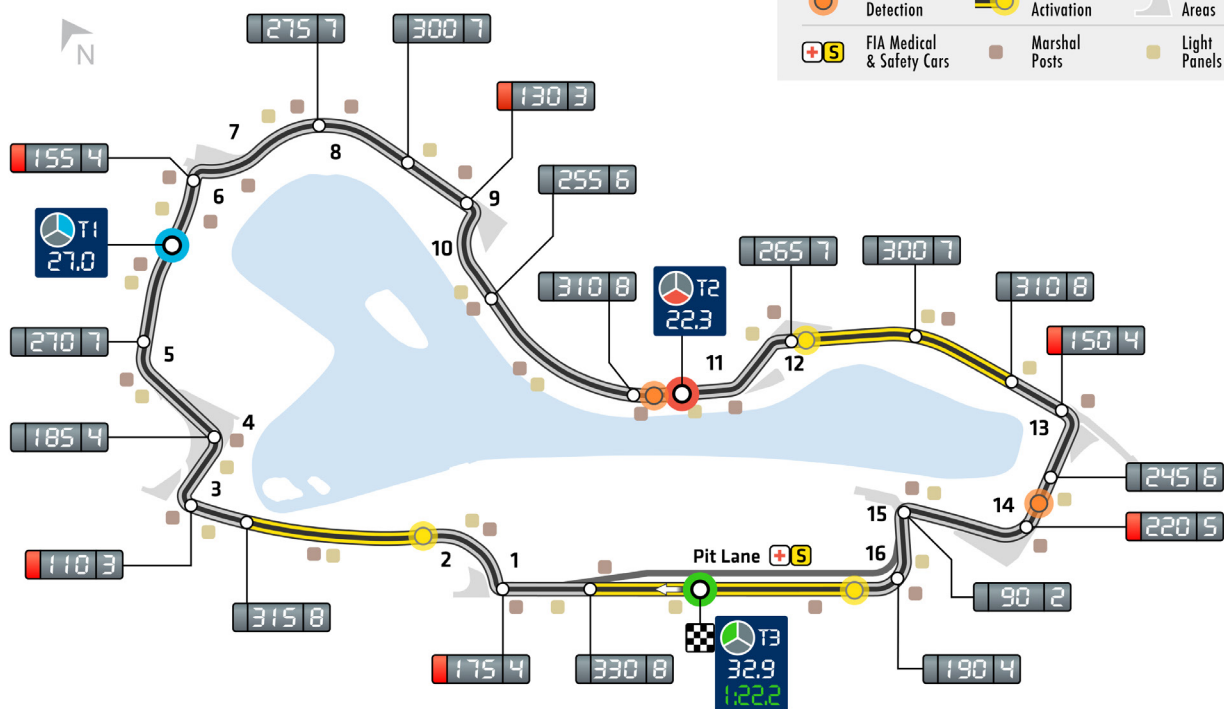 Detection
Activation
Areas
+ S
FIA Medical
& Safety Cars
Marshal
Posts
Light
Panels
N
275 7
300 7
130 3
7
8
155 4
6
9
255 6
T1
27.0
10
265 7
300 7
310 8
T2
22.3
310 8
150 4
270 7
5
11
12
4
13
185 4
245 6
3
14
15
220 5
2
1
16
Pit Lane + S
110 3
90 2
315 8
T3
32.9
1:22.2
175 4
330 8
190 4